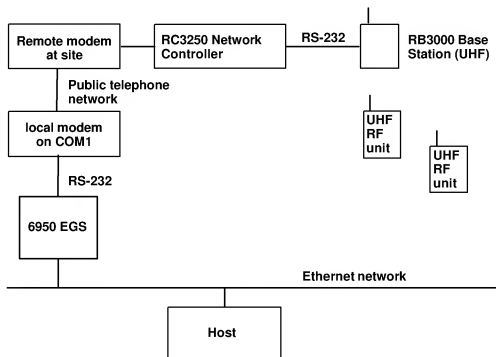 Remote modem
at site
RC3250 Network
Controller
RS-232
RB3000 Base
Station (UHF)
Public telephone
network
local modem
on COM1
UHF
RF
unit
UHF
RF
unit
RS-232
6950 EGS
Ethernet network
Host